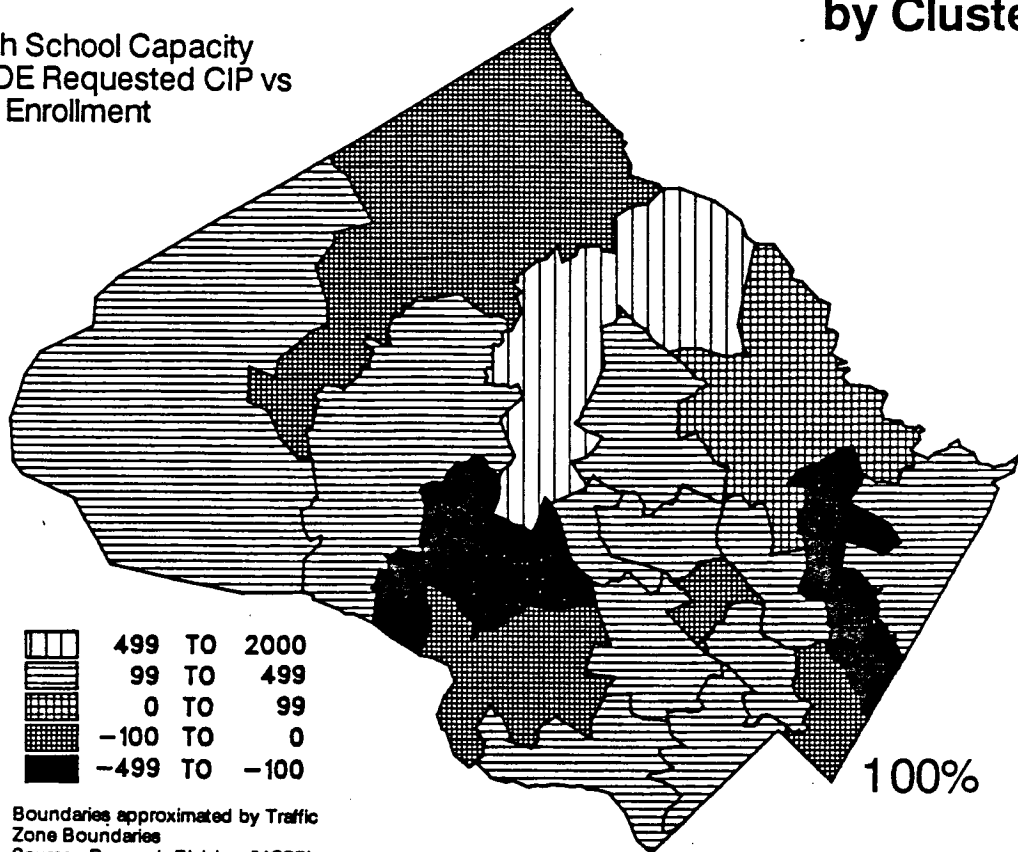 by Cluste
h School Capacity
DE Requested CIP vs
Enrollment
499 TO 2000
99 TO 499
0 TO 99
-100 TO 0
-499 TO -100
100%
Boundaries approximated by Traffic
Zone Boundaries